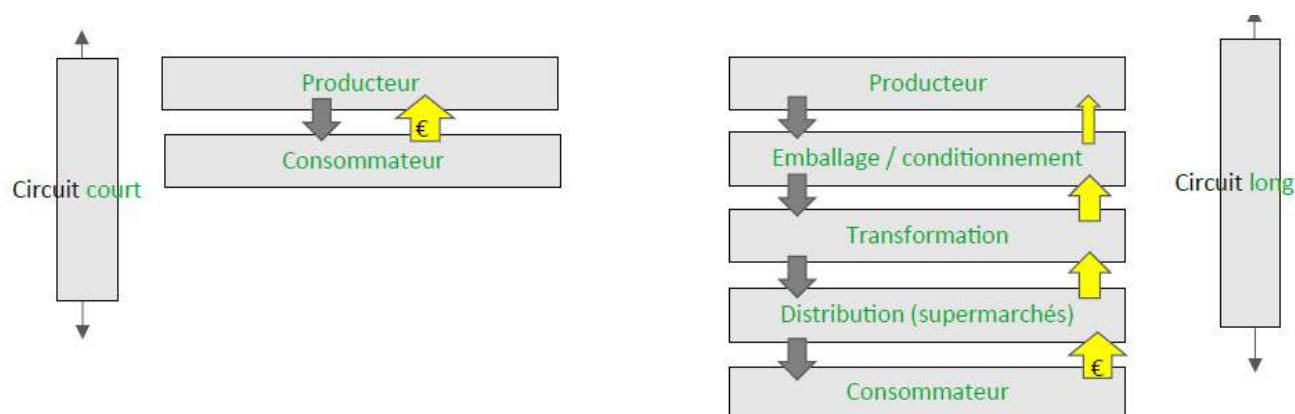 Producteur
€
Consommateur
Circuit court
Producteur
Emballage / conditionnement
Transformation
Distribution (supermarchés)
€
Consommateur
Circuit long